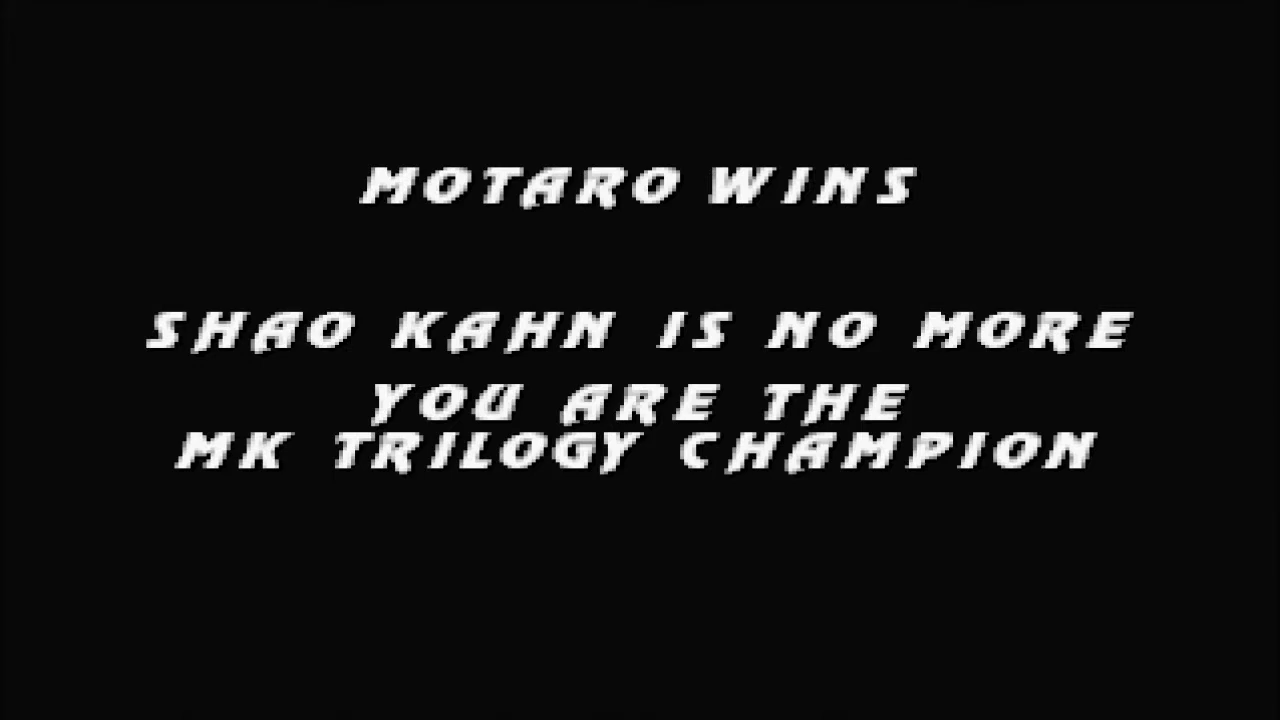 MOTARO WINS
SHAO KAHN IS NO MORE
YOU ARE THE
MK TRILOGY CHAMPION